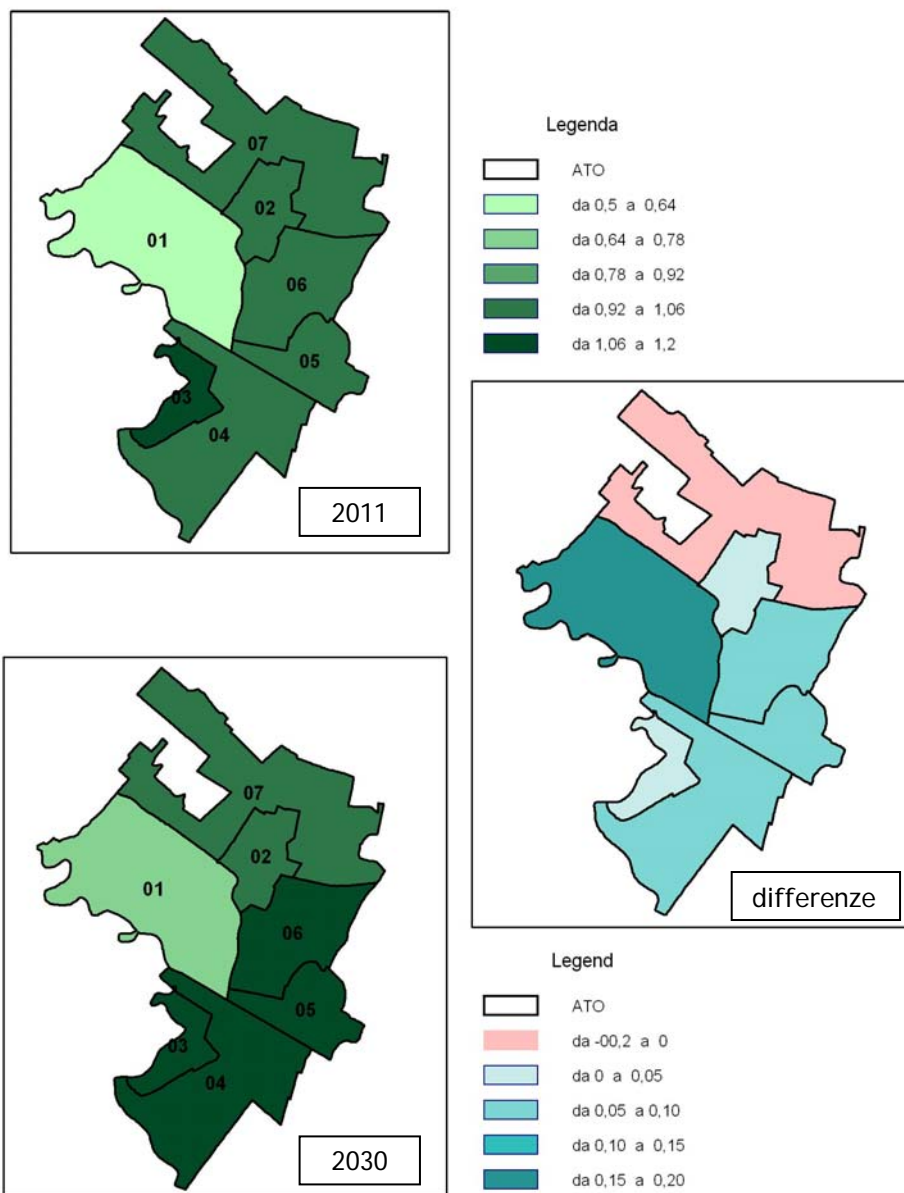 07
02
01
06
05
03
04
2011
Legenda
ATO
da 0,5 a 0,64
da 0,64 a 0,78
da 0,78 a 0,92
da 0,92 a 1,06
da 1,06 a 1,2
differenze
07
02
01
06
05
03
04
2030
Legend
ATO
da -00,2 a 0
da 0 a 0,05
da 0,05 a 0,10
da 0,10 a 0,15
da 0,15 a 0,20